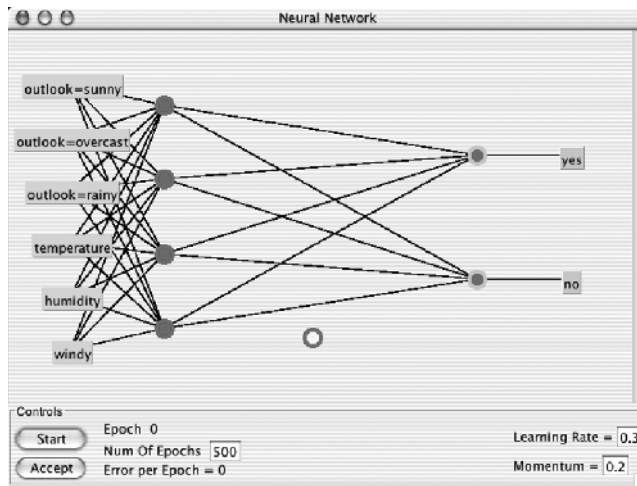 Neural Network
outlook=sunny
outlook=overcast
outlook=rainy
temperature
humidity
windy
yes
no
Controls
Start
Accept
Epoch 0
Num Of Epochs 500
Error per Epoch = 0
Learning Rate = 0.3
Momentum = 0.2